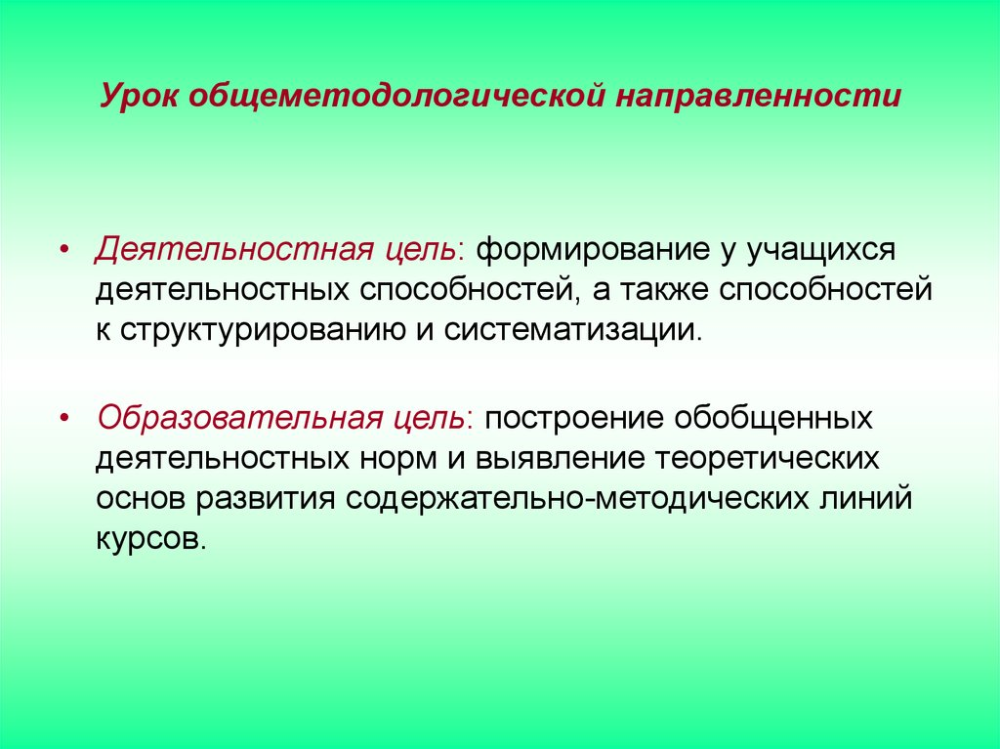 Урок общеметодологической направленности
• Деятельностная цель: формирование у учащихся
деятельностных способностей, а также способностей
к структурированию и систематизации.
• Образовательная цель: построение обобщенных
деятельностных норм и выявление теоретических
основ развития содержательно-методических линий
курсов.